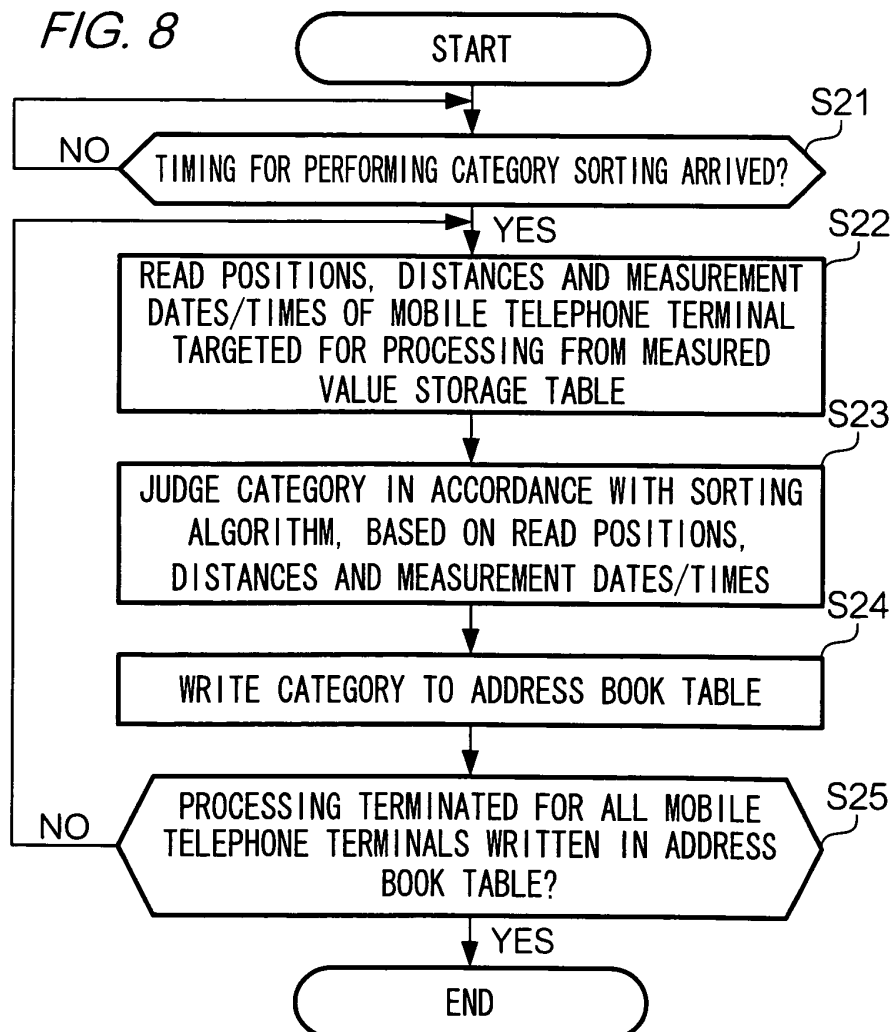 FIG. 8
START
S21
NO
TIMING FOR PERFORMING CATEGORY SORTING ARRIVED?
YES
S22
READ POSITIONS, DISTANCES AND MEASUREMENT
DATES/TIMES OF MOBILE TELEPHONE TERMINAL
TARGETED FOR PROCESSING FROM MEASURED
VALUE STORAGE TABLE
S23
JUDGE CATEGORY IN ACCORDANCE WITH SORTING
ALGORITHM, BASED ON READ POSITIONS,
DISTANCES AND MEASUREMENT DATES/TIMES
S24
WRITE CATEGORY TO ADDRESS BOOK TABLE
S25
NO
PROCESSING TERMINATED FOR ALL MOBILE
TELEPHONE TERMINALS WRITTEN IN ADDRESS
BOOK TABLE?
YES
END